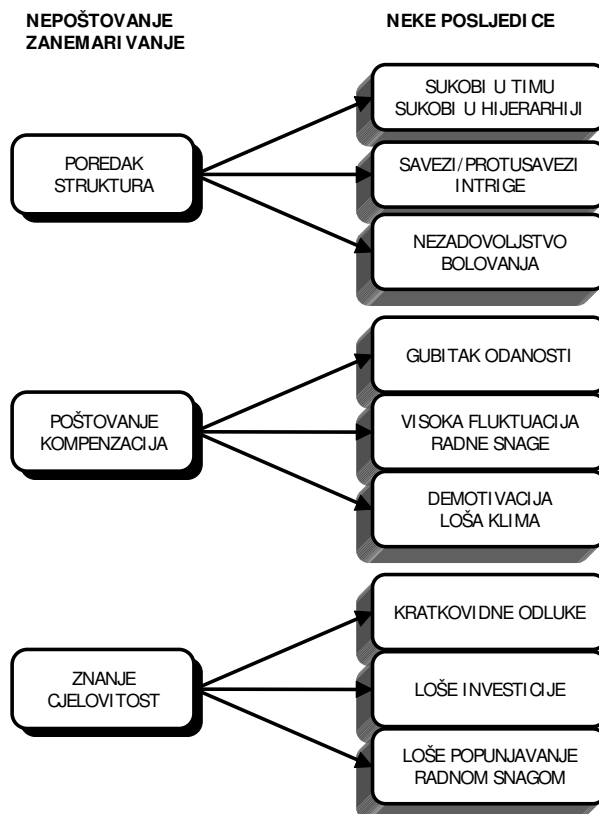 NEPOŠTOVANJE
ZANEMARIVANJE
NEKE POSLJEDICE
POREDAK
STRUKTURA
SUKOBI U TIMU
SUKOBI U HIJERARHIJI
SAVEZI/PROTUSAVEZI
INTRIGE
NEZADOVOLJSTVO
BOLOVANJA
POŠTOVANJE
KOMPENZACIJA
GUBITAK ODANOSTI
VISOKA FLUKTUACIJA
RADNE SNAGE
DEMOTIVACIJA
LOŠA KLIMA
ZNANJE
CJELOVITOST
KRATKOVIDNE ODLUKE
LOŠE INVESTICIJE
LOŠE POPUNJAVANJE
RADNOM SNAGOM